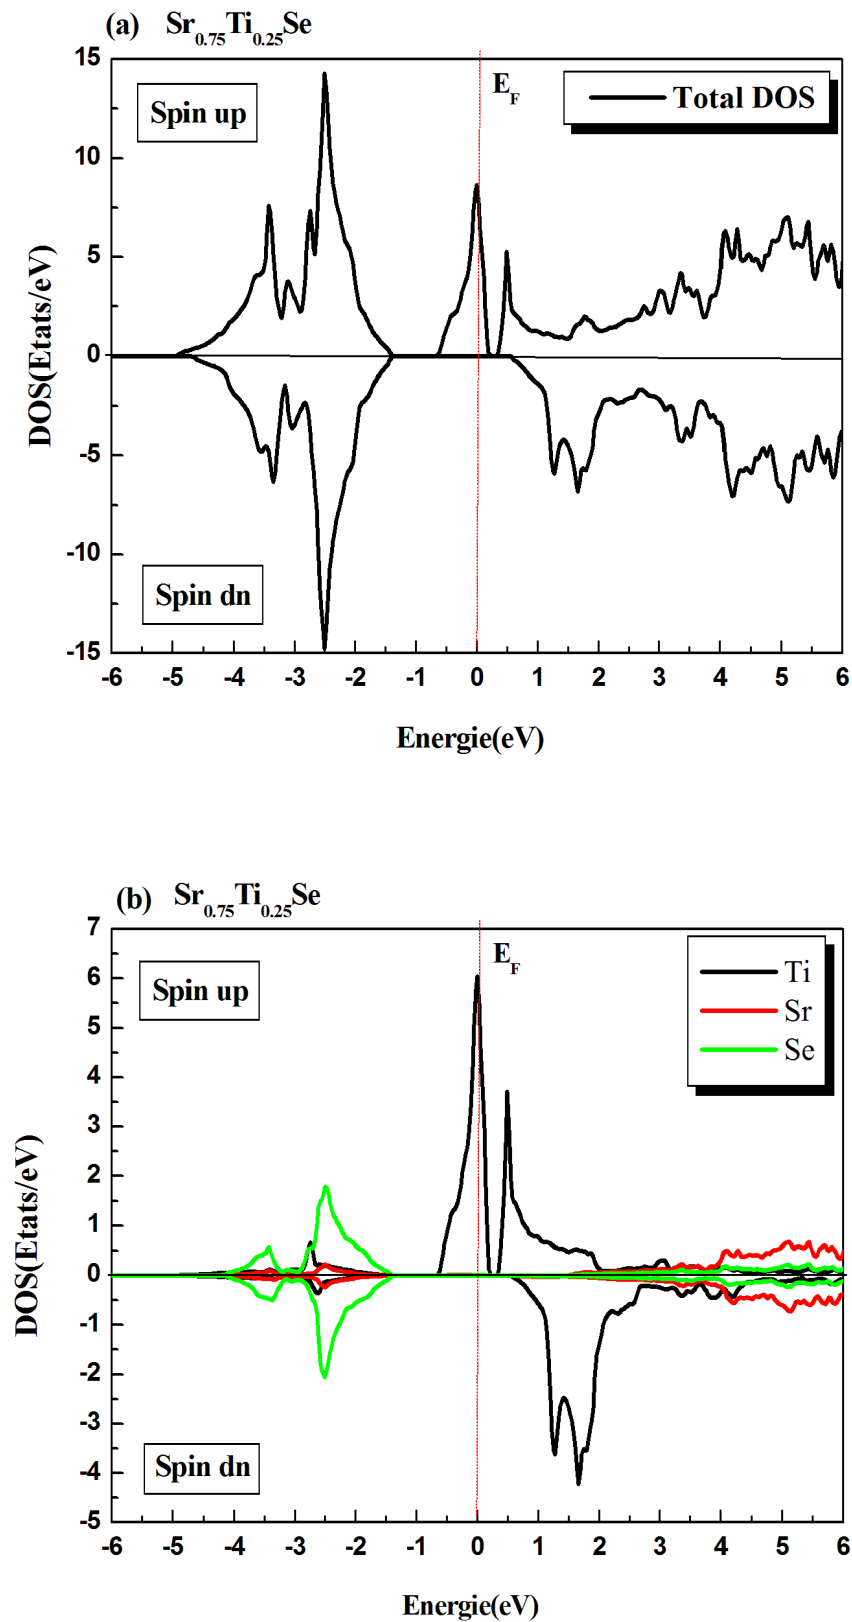 (a) Sr0.75Ti0.25Se
15
EF
Total DOS
Spin up
10
5
0
-5
-10
Spin dn
-15
-6 -5 -4 -3 -2 -1 0 1 2 3 4 5 6
DOS(Etats/eV)
Energie(eV)
(b) Sr0.75Ti0.25Se
7
EF
Ti
Spin up
6
Sr
Se
5
4
3
2
1
0
-1
-2
-3
-4
Spin dn
-5
-6 -5 -4 -3 -2 -1 0 1 2 3 4 5 6
DOS(Etats/eV)
Energie(eV)